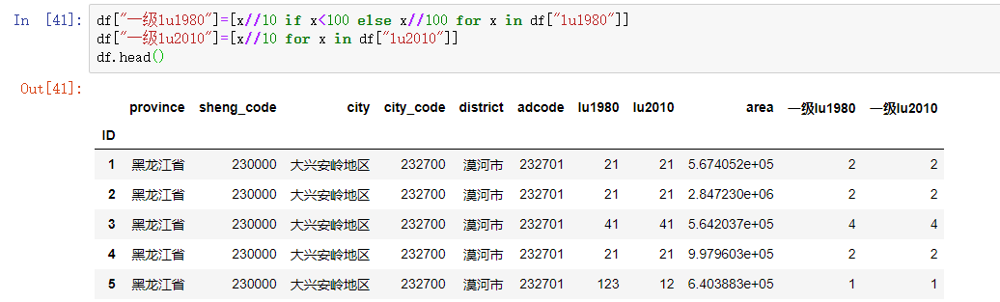 In [41]: df["一级lu1980"]=[x//10 if x<100 else x//100 for x in df["lu1980"]]
df["一级lu2010"]=[x//10 for x in df["lu2010"]]
df.head()
Out[41]:
province sheng_code city city_code district adcode lu1980 lu2010 area 一级lu1980 一级lu2010
ID
1 黑龙江省 230000 大兴安岭地区 232700 漠河市 232701 21 21 5.674052e+05 2 2
2 黑龙江省 230000 大兴安岭地区 232700 漠河市 232701 21 21 2.847230e+06 2 2
3 黑龙江省 230000 大兴安岭地区 232700 漠河市 232701 41 41 5.642037e+05 4 4
4 黑龙江省 230000 大兴安岭地区 232700 漠河市 232701 21 21 9.979603e+05 2 2
5 黑龙江省 230000 大兴安岭地区 232700 漠河市 232701 123 12 6.403883e+05 1 1